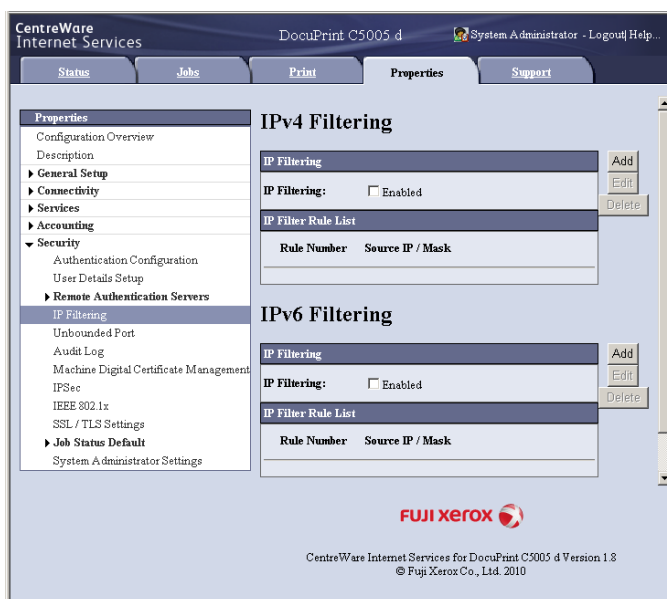 CentreWare
Internet Services
DocuPrint C5005 d
System Administrator - Logout| Help...
Status
Jobs
Print
Properties
Support
Properties
Configuration Overview
Description
General Setup
Connectivity
Services
Accounting
Security
Authentication Configuration
User Details Setup
Remote Authentication Servers
IP Filtering
Unbounded Port
Audit Log
Machine Digital Certificate Management
IPSec
IEEE 802.1x
SSL / TLS Settings
Job Status Default
System Administrator Settings
IPv4 Filtering
IP Filtering
Add
IP Filtering: Enabled
Edit
Delete
IP Filter Rule List
Rule Number Source IP / Mask
IPv6 Filtering
IP Filtering
Add
IP Filtering: Enabled
Edit
Delete
IP Filter Rule List
Rule Number Source IP / Mask
FUJI xerox
CentreWare Internet Services for DocuPrint C5005 d Version 1.8
© Fuji Xerox Co., Ltd. 2010